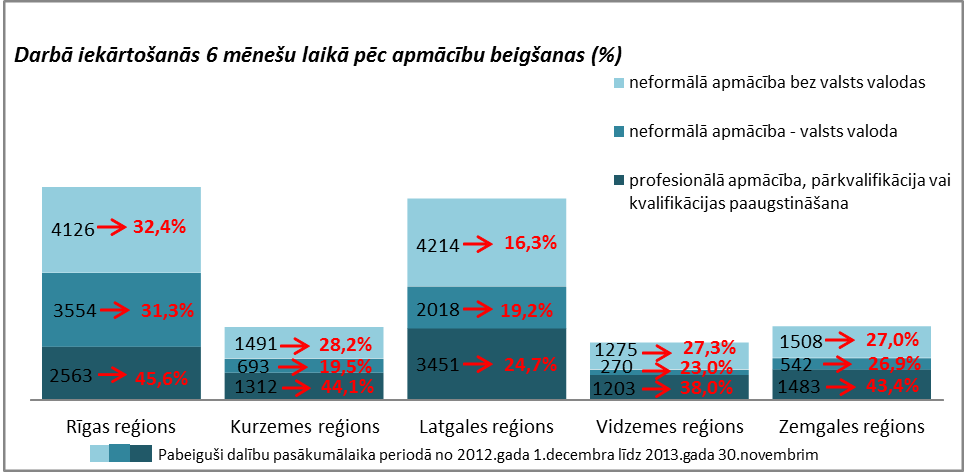 Darbā iekārtošanās 6 mēnešu laikā pēc apmācību beigšanas (%)
neformālā apmācība bez valsts valodas
neformālā apmācība - valsts valoda
profesionālā apmācība, pārkvalifikācija vai
kvalifikācijas paaugstināšana
4126 32,4%
3554 31,3%
2563 45,6%
1491 28,2%
693 19,5%
1312 44,1%
4214 16,3%
2018 19,2%
3451 24,7%
1275 27,3%
270 23,0%
1203 38,0%
1508 27,0%
542 26,9%
1483 43,4%
Rīgas reģions Kurzemes reģions Latgales reģions Vidzemes reģions Zemgales reģions
Pabeiguši dalību pasākumālaika periodā no 2012.gada 1.decembra līdz 2013.gada 30.novembrim